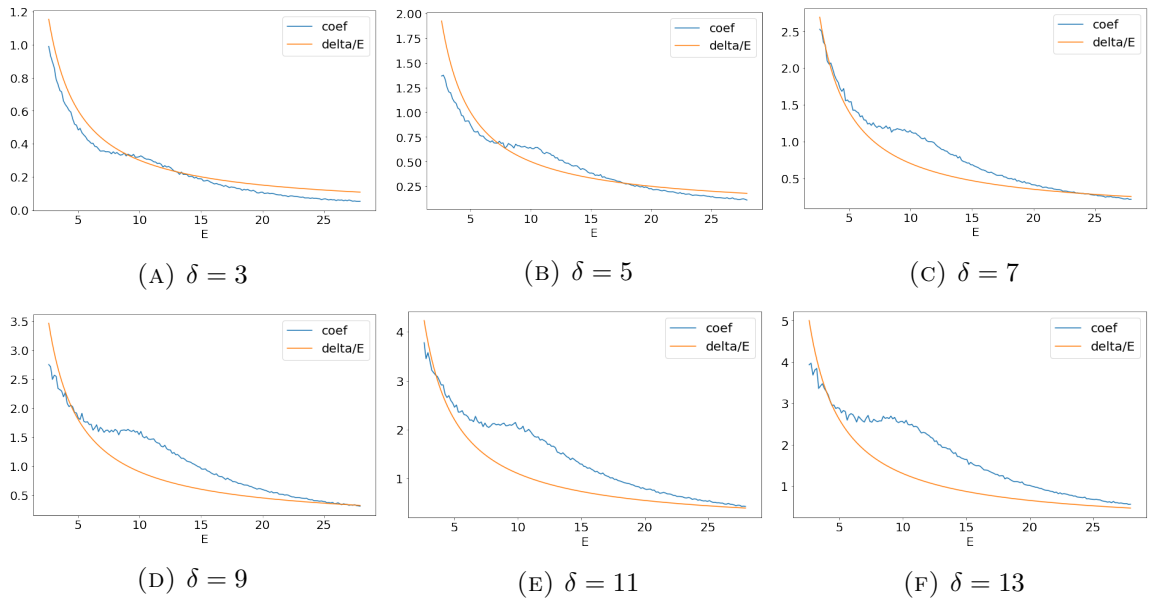 1.2
1.0
0.8
0.6
0.4
0.2
0.0
5 10 15 20 25
E
coef
delta/E
(A) δ = 3
2.00
1.75
1.50
1.25
1.00
0.75
0.50
0.25
5 10 15 20 25
E
coef
delta/E
(B) δ = 5
2.5
2.0
1.5
1.0
0.5
5 10 15 20 25
E
coef
delta/E
(C) δ = 7
3.5
3.0
2.5
2.0
1.5
1.0
0.5
5 10 15 20 25
E
coef
delta/E
(D) δ = 9
4
3
2
1
5 10 15 20 25
E
coef
delta/E
(E) δ = 11
5
4
3
2
1
5 10 15 20 25
E
coef
delta/E
(F) δ = 13